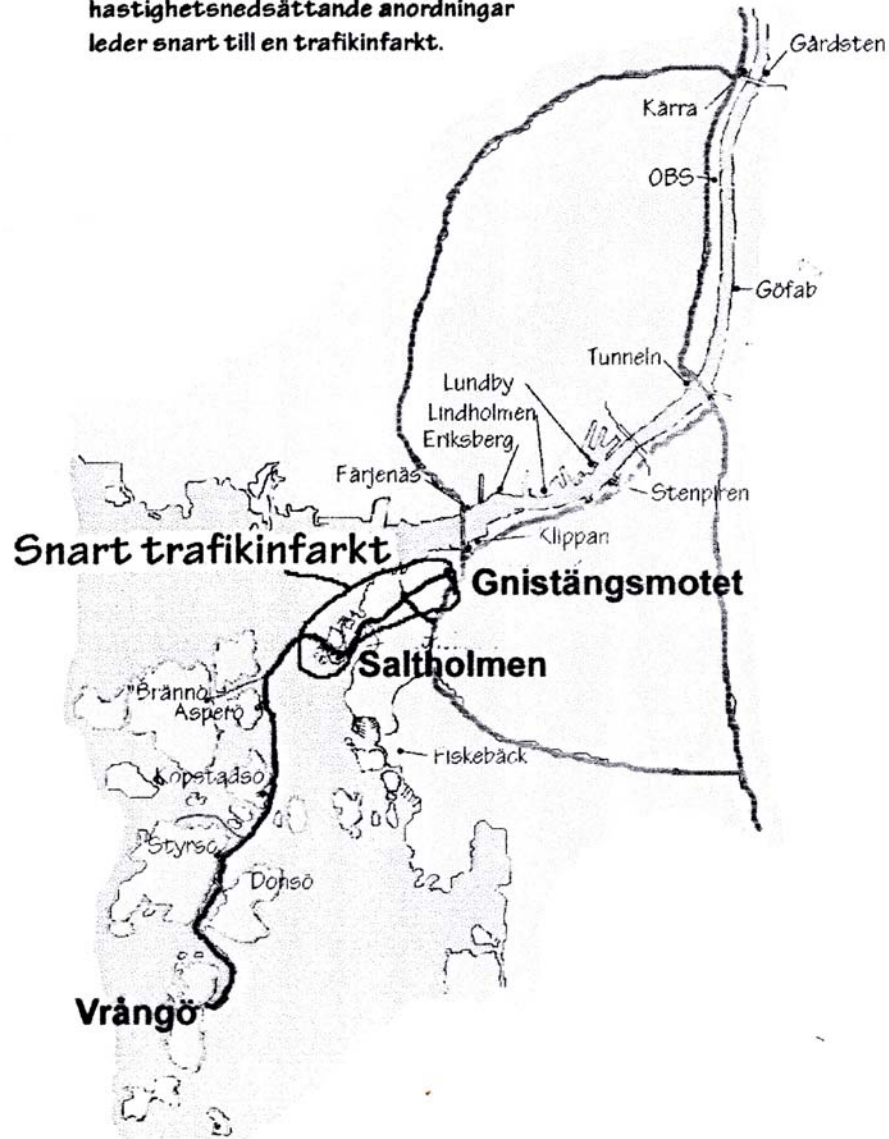 hastighetsnedsättande anordningar
leder snart till en trafikinfarkt.
Gårdsten
Kärra
OBS
Göfab
Tunneln
Lundby
Lindholmen
Eriksberg
Färjenäs
Stenpiren
Klippan
Snart trafikinfarkt
Gnistängsmotet
Saltholmen
Brännö
Asperö
Fiskebäck
Köpstadsö
Styrsö
Donsö
Vrångö